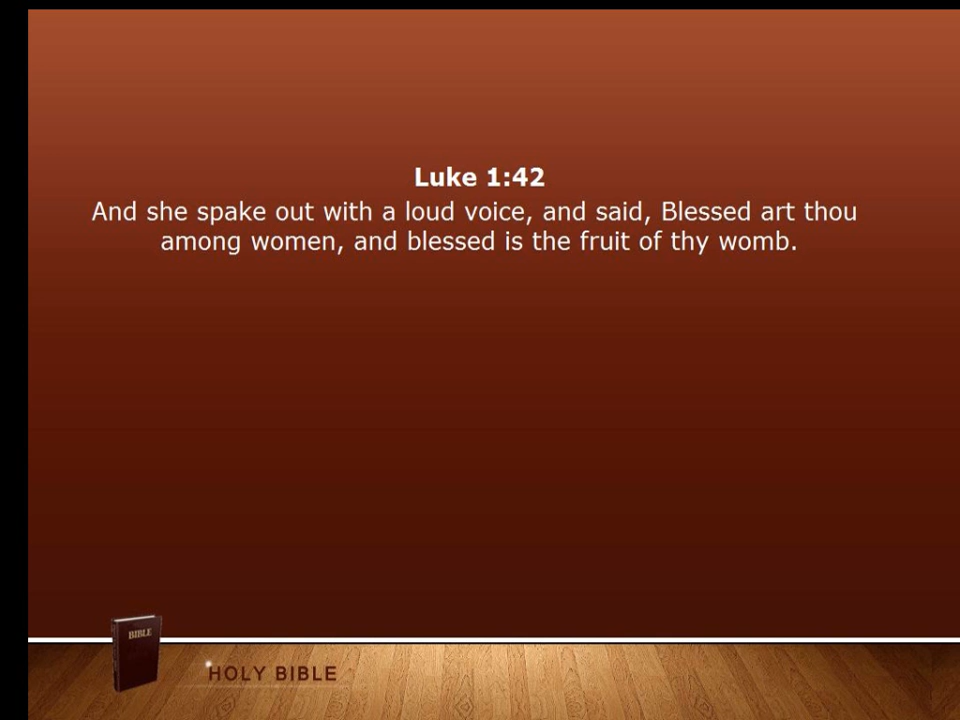 Luke 1:42
And she spake out with a loud voice, and said, Blessed art thou
among women, and blessed is the fruit of thy womb.
BIBLE
HOLY BIBLE